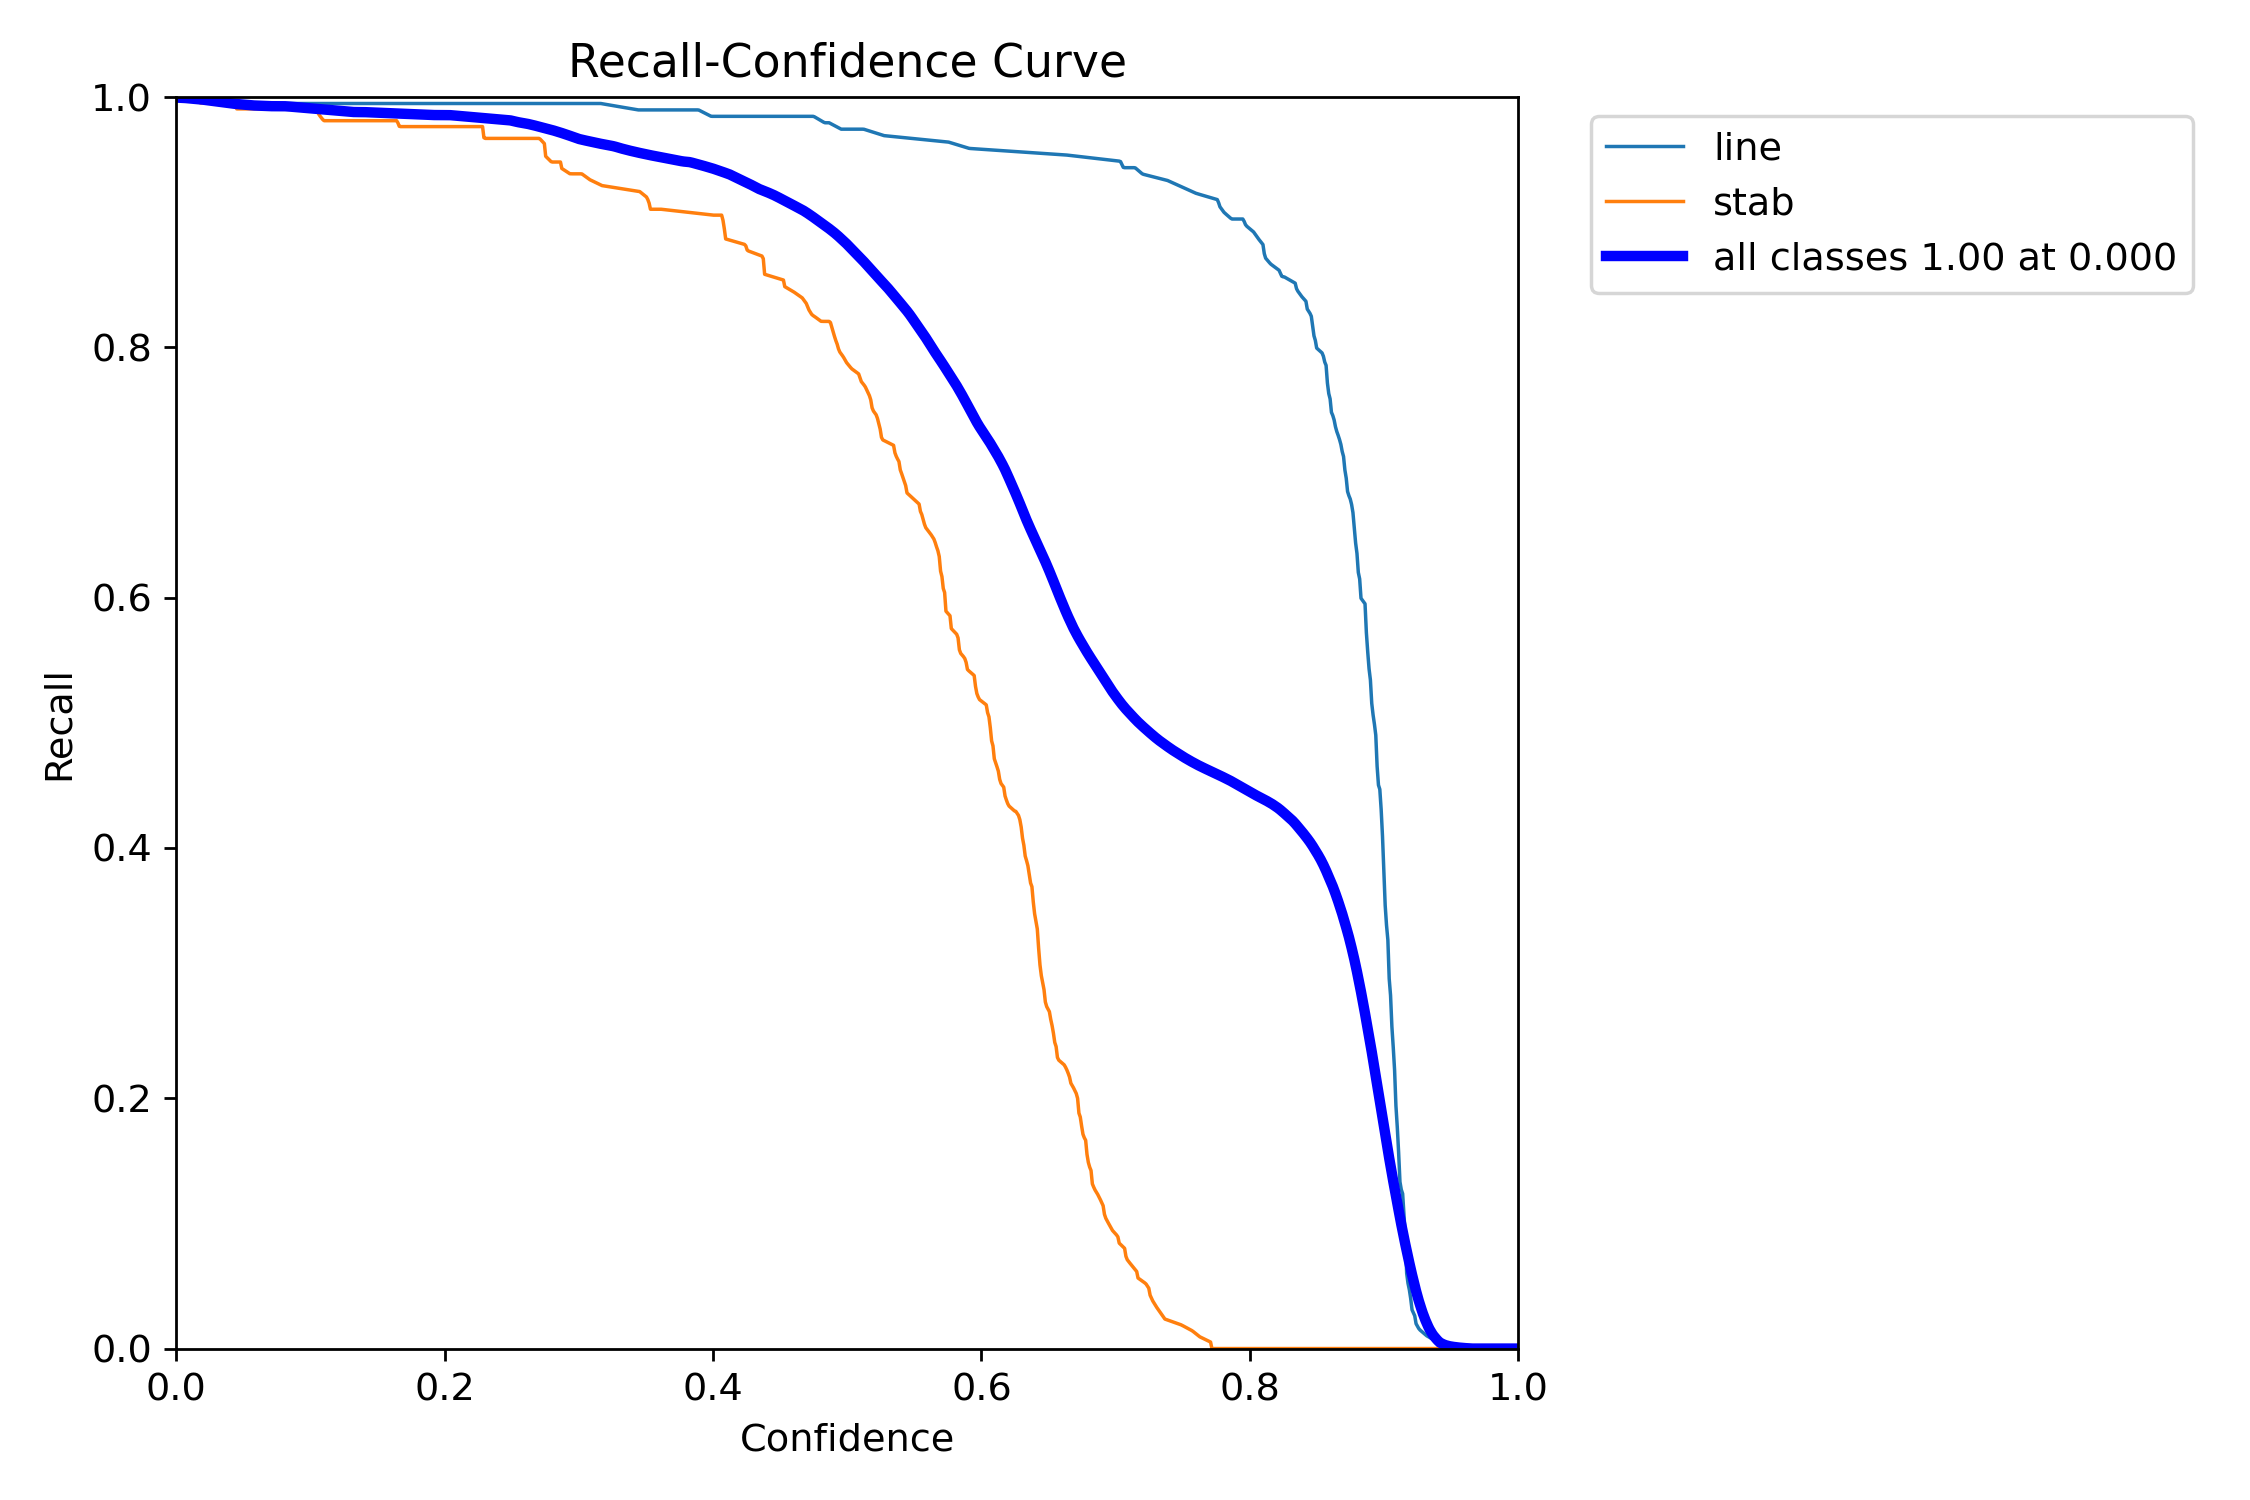 Recall-Confidence Curve
1.0
0.8
0.6
0.4
0.2
0.0
Recall
0.0 0.2 0.4 0.6 0.8 1.0
Confidence
line
stab
all classes 1.00 at 0.000